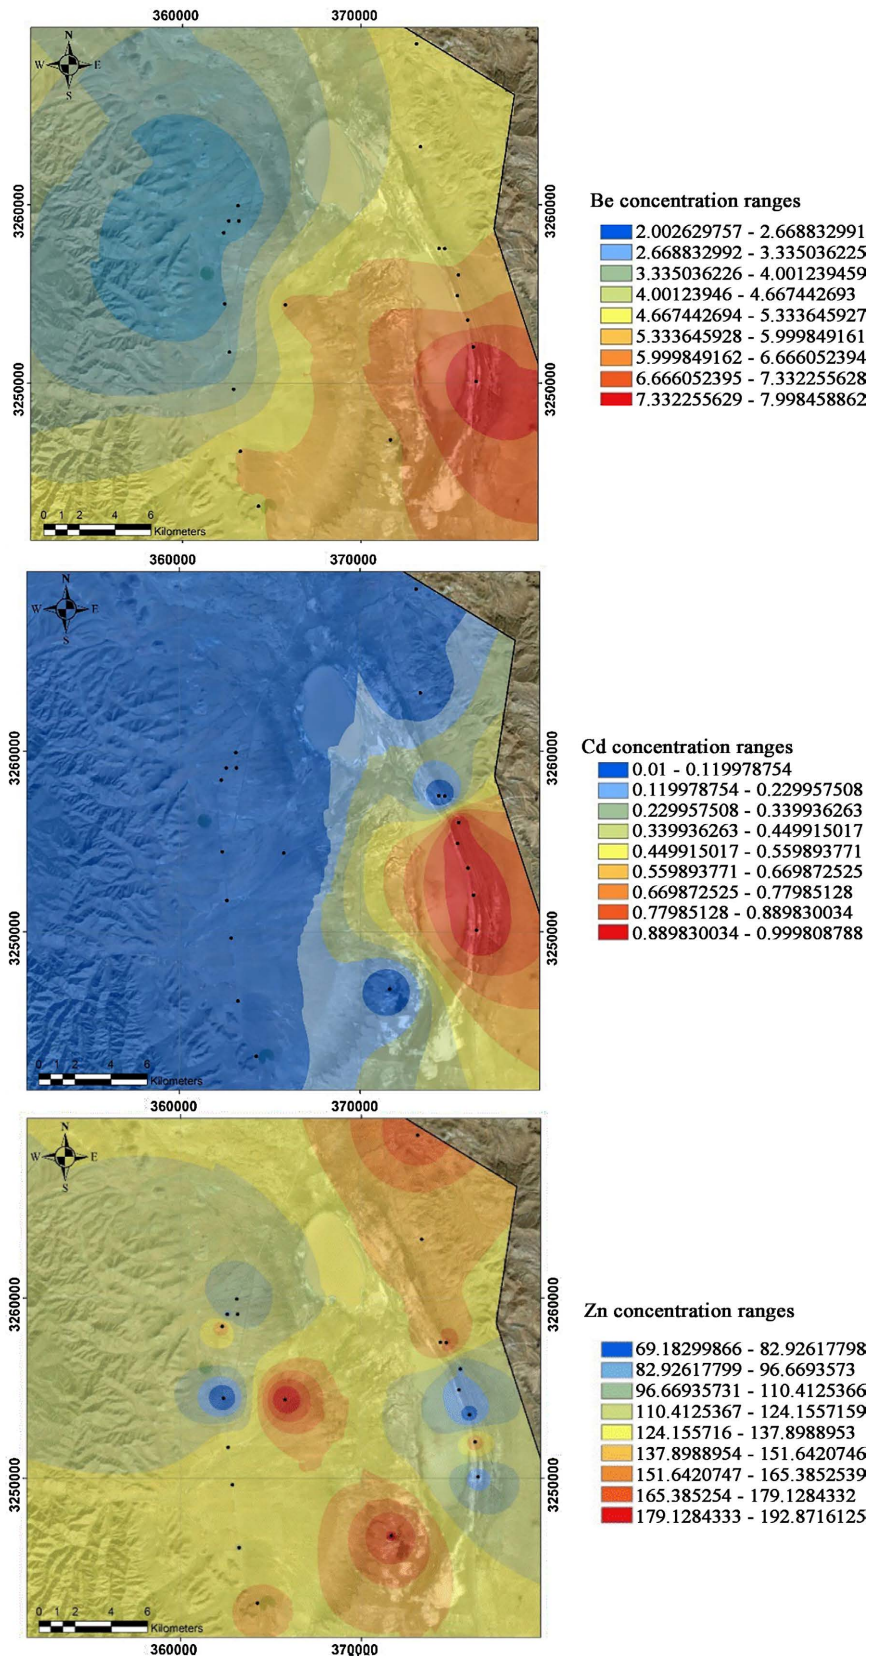 360000 370000
N
W E
S
3260000 3260000
Be concentration ranges
2.002629757 - 2.668832991
2.668832992 - 3.335036225
3.335036226 - 4.001239459
4.00123946 - 4.667442693
4.667442694 - 5.333645927
5.333645928 - 5.999849161
5.999849162 - 6.666052394
6.666052395 - 7.332255628
7.332255629 - 7.998458862
3250000 3250000
0 1 2 4 6
Kilometers
360000 370000
N
W E
S
3260000 3260000
Cd concentration ranges
0.01 - 0.119978754
0.119978754 - 0.229957508
0.229957508 - 0.339936263
0.339936263 - 0.449915017
0.449915017 - 0.559893771
0.559893771 - 0.669872525
0.669872525 - 0.77985128
0.77985128 - 0.889830034
0.889830034 - 0.999808788
3250000 3250000
0 1 2 4 6
Kilometers
360000 370000
N
W E
S
3260000 3260000
Zn concentration ranges
69.18299866 - 82.92617798
82.92617799 - 96.6693573
96.66935731 - 110.4125366
110.4125367 - 124.1557159
124.155716 - 137.8988953
137.8988954 - 151.6420746
151.6420747 - 165.3852539
165.385254 - 179.1284332
179.1284333 - 192.8716125
3250000 3250000
0 1 2 4 6
Kilometers
360000 370000